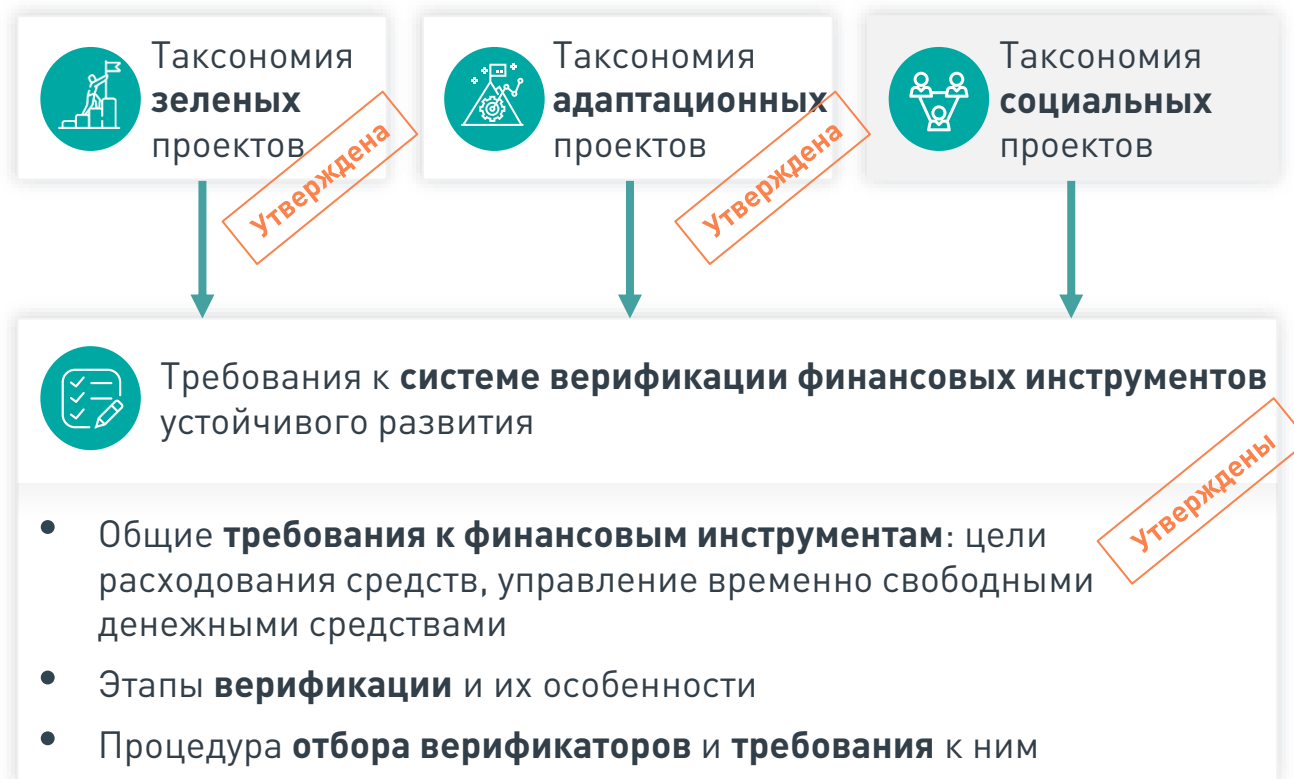 Таксономия
зеленых
проектов
Утверждена
Таксономия
адаптационных
проектов
Утверждена
Таксономия
социальных
проектов
Требования к системе верификации финансовых инструментов
устойчивого развития
Утверждены
• Общие требования к финансовым инструментам: цели
расходования средств, управление временно свободными
денежными средствами
• Этапы верификации и их особенности
• Процедура отбора верификаторов и требования к ним